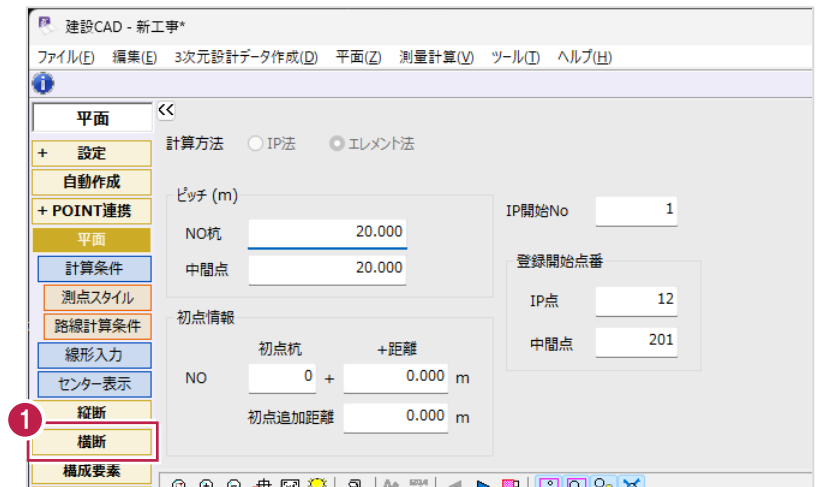 建設CAD - 新工事*
ファイル(F) 編集(E) 3次元設計データ作成(D) 平面(Z) 測量計算(V) ツール(T) ヘルプ(H)
平面
<<
+ 設定
自動作成
+ POINT連携
平面
計算条件
測点スタイル
路線計算条件
線形入力
センター表示
縦断
1
横断
構成要素
計算方法 IP法 エレメント法
ピッチ (m)
NO杭 20.000
中間点 20.000
初点情報
初点杭 +距離
NO 0 + 0.000 m
初点追加距離 0.000 m
IP開始No 1
登録開始点番
IP点 12
中間点 201